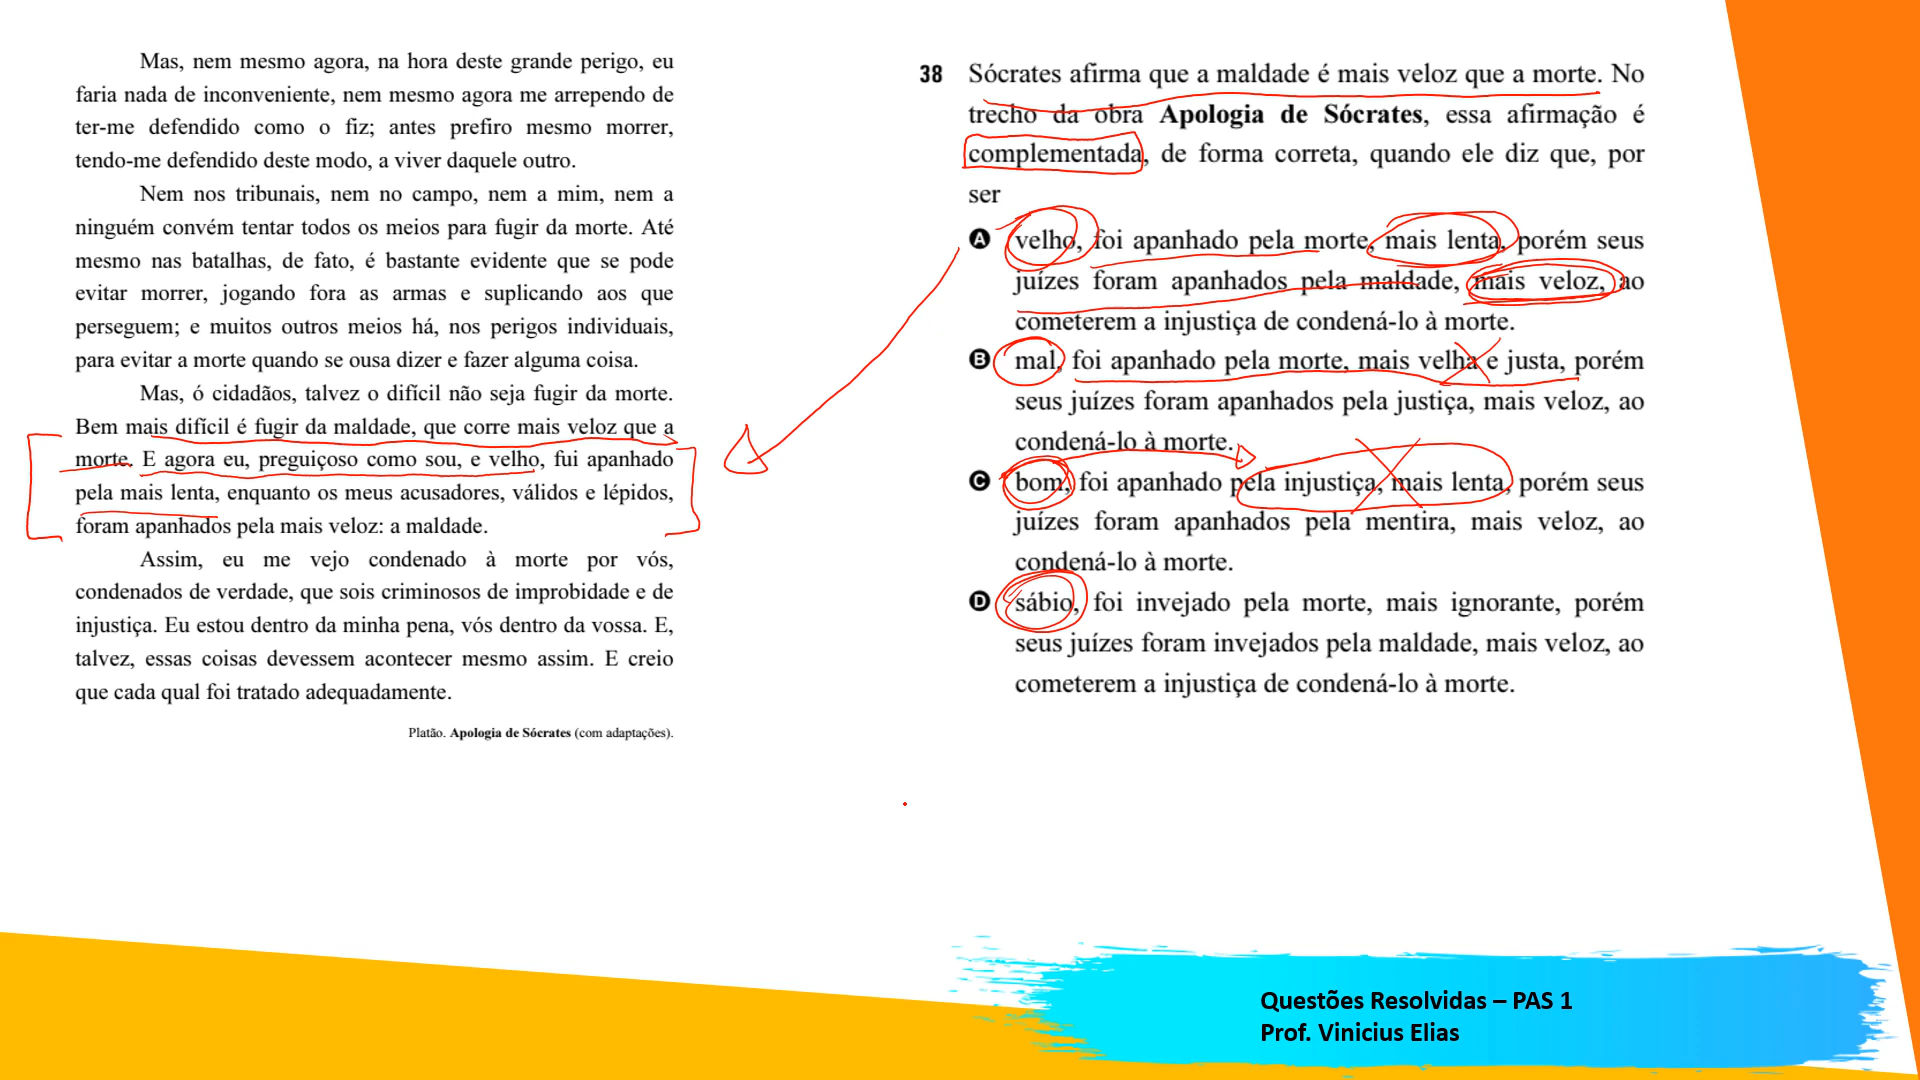 Mas, nem mesmo agora, na hora deste grande perigo, eu
faria nada de inconveniente, nem mesmo agora me arrependo de
ter-me defendido como o fiz; antes prefiro mesmo morrer,
tendo-me defendido deste modo, a viver daquele outro.
Nem nos tribunais, nem no campo, nem a mim, nem a
ninguém convém tentar todos os meios para fugir da morte. Até
mesmo nas batalhas, de fato, é bastante evidente que se pode
evitar morrer, jogando fora as armas e suplicando aos que
perseguem; e muitos outros meios há, nos perigos individuais,
para evitar a morte quando se ousa dizer e fazer alguma coisa.
Mas, ó cidadãos, talvez o difícil não seja fugir da morte.
Bem mais difícil é fugir da maldade, que corre mais veloz que a
morte. E agora eu, preguiçoso como sou, e velho, fui apanhado
pela mais lenta, enquanto os meus acusadores, válidos e lépidos,
foram apanhados pela mais veloz: a maldade.
Assim, eu me vejo condenado à morte por vós,
condenados de verdade, que sois criminosos de improbidade e de
injustiça. Eu estou dentro da minha pena, vós dentro da vossa. E,
talvez, essas coisas devessem acontecer mesmo assim. E creio
que cada qual foi tratado adequadamente.
Platão. Apologia de Sócrates (com adaptações).
38 Sócrates afirma que a maldade é mais veloz que a morte. No
trecho da obra Apologia de Sócrates, essa afirmação é
complementada, de forma correta, quando ele diz que, por
ser
A velho, foi apanhado pela morte, mais lenta, porém seus
juízes foram apanhados pela maldade, mais veloz, ao
cometerem a injustiça de condená-lo à morte.
B mal, foi apanhado pela morte, mais velha e justa, porém
seus juízes foram apanhados pela justiça, mais veloz, ao
condená-lo à morte.
C bom, foi apanhado pela injustiça, mais lenta, porém seus
juízes foram apanhados pela mentira, mais veloz, ao
condená-lo à morte.
D sábio, foi invejado pela morte, mais ignorante, porém
seus juízes foram invejados pela maldade, mais veloz, ao
cometerem a injustiça de condená-lo à morte.
Questões Resolvidas – PAS 1
Prof. Vinicius Elias